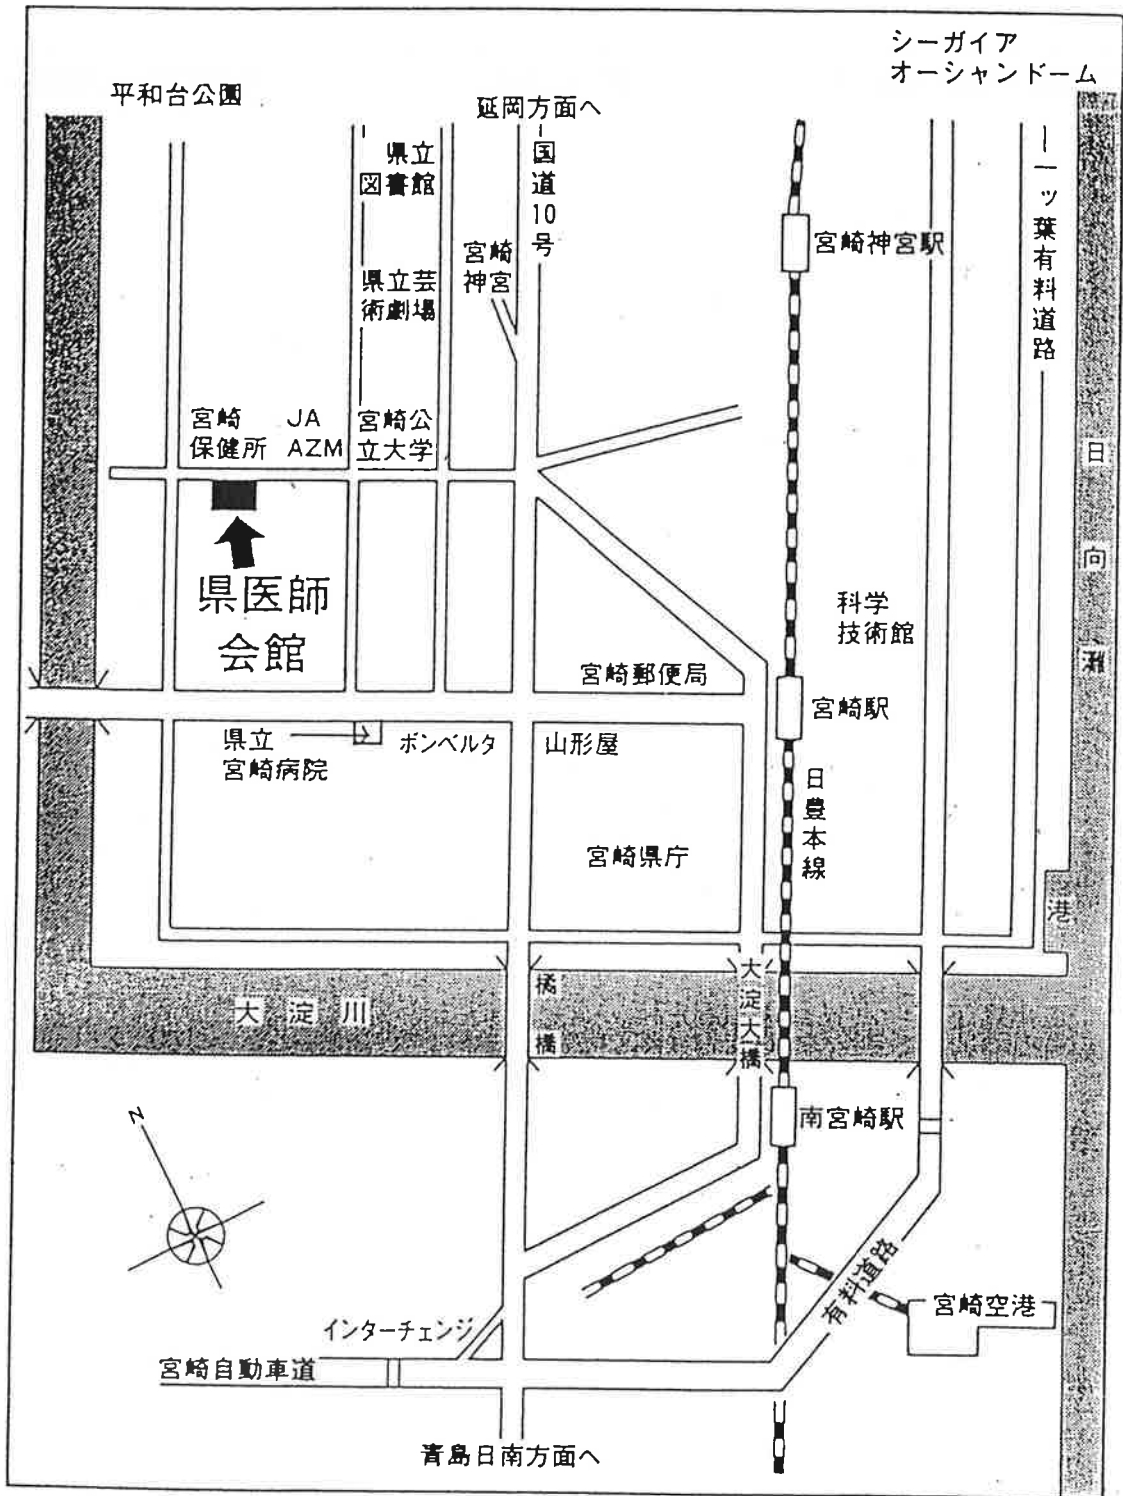 シーガイア
オーシャンドーム
平和台公園
延岡方面へ
県立
図書館
国道10号
一ッ葉有料道路
宮崎
神宮
宮崎神宮駅
県立芸
術劇場
宮崎
保健所
JA
AZM
宮崎公
立大学
日向灘
県医師
会館
科学
技術館
宮崎郵便局
宮崎駅
県立
宮崎病院
ボンベルタ
山形屋
日豊本線
宮崎県庁
港
大淀川
橘橋
大淀大橋
N
南宮崎駅
有料道路
宮崎空港
インターチェンジ
宮崎自動車道
青島日南方面へ